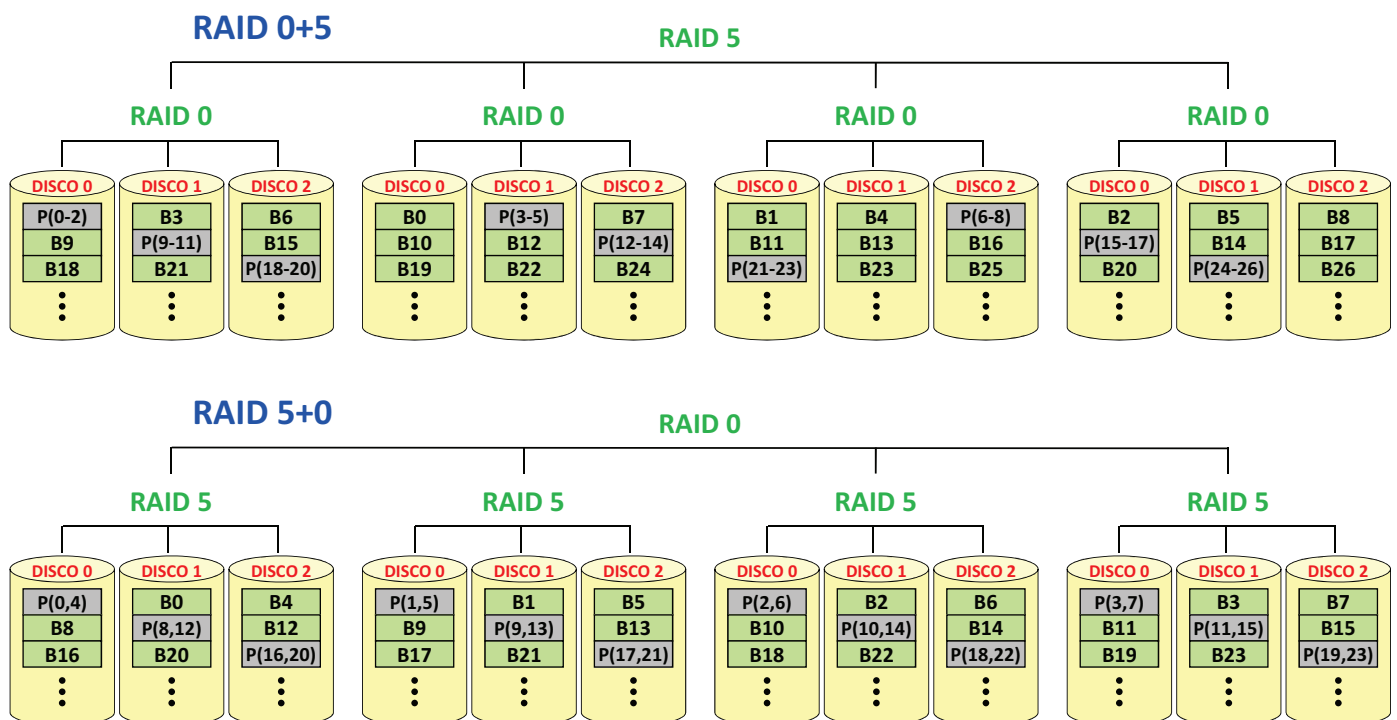 RAID 0+5
RAID 5
RAID 0 RAID 0 RAID 0 RAID 0
DISCO 0 DISCO 1 DISCO 2 DISCO 0 DISCO 1 DISCO 2 DISCO 0 DISCO 1 DISCO 2 DISCO 0 DISCO 1 DISCO 2
P(0-2) B3 B6 B0 P(3-5) B7 B1 B4 P(6-8) B2 B5 B8
B9 P(9-11) B15 B10 B12 P(12-14) B11 B13 B16 P(15-17) B14 B17
B18 B21 P(18-20) B19 B22 B24 P(21-23) B23 B25 B20 P(24-26) B26
RAID 5+0
RAID 0
RAID 5 RAID 5 RAID 5 RAID 5
DISCO 0 DISCO 1 DISCO 2 DISCO 0 DISCO 1 DISCO 2 DISCO 0 DISCO 1 DISCO 2 DISCO 0 DISCO 1 DISCO 2
P(0,4) B0 B4 P(1,5) B1 B5 P(2,6) B2 B6 P(3,7) B3 B7
B8 P(8,12) B12 B9 P(9,13) B13 B10 P(10,14) B14 B11 P(11,15) B15
B16 B20 P(16,20) B17 B21 P(17,21) B18 B22 P(18,22) B19 B23 P(19,23)